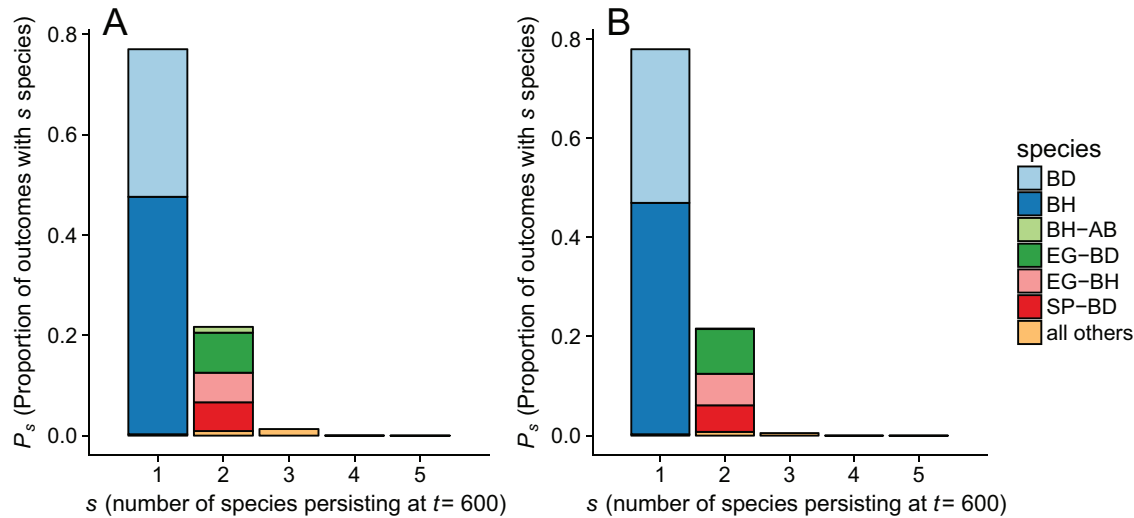 A
P_s (Proportion of outcomes with s species)
0.8
0.6
0.4
0.2
0.0
1 2 3 4 5
s (number of species persisting at t= 600)
B
P_s (Proportion of outcomes with s species)
0.8
0.6
0.4
0.2
0.0
1 2 3 4 5
s (number of species persisting at t= 600)
species
BD
BH
BH−AB
EG−BD
EG−BH
SP−BD
all others